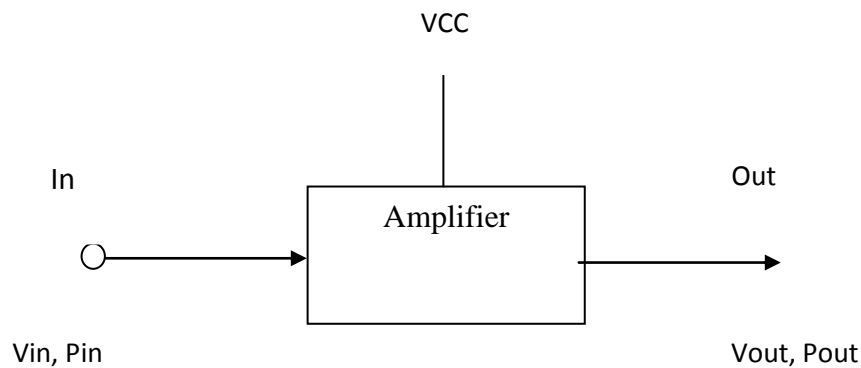 VCC
In
Out
Amplifier
Vin, Pin
Vout, Pout